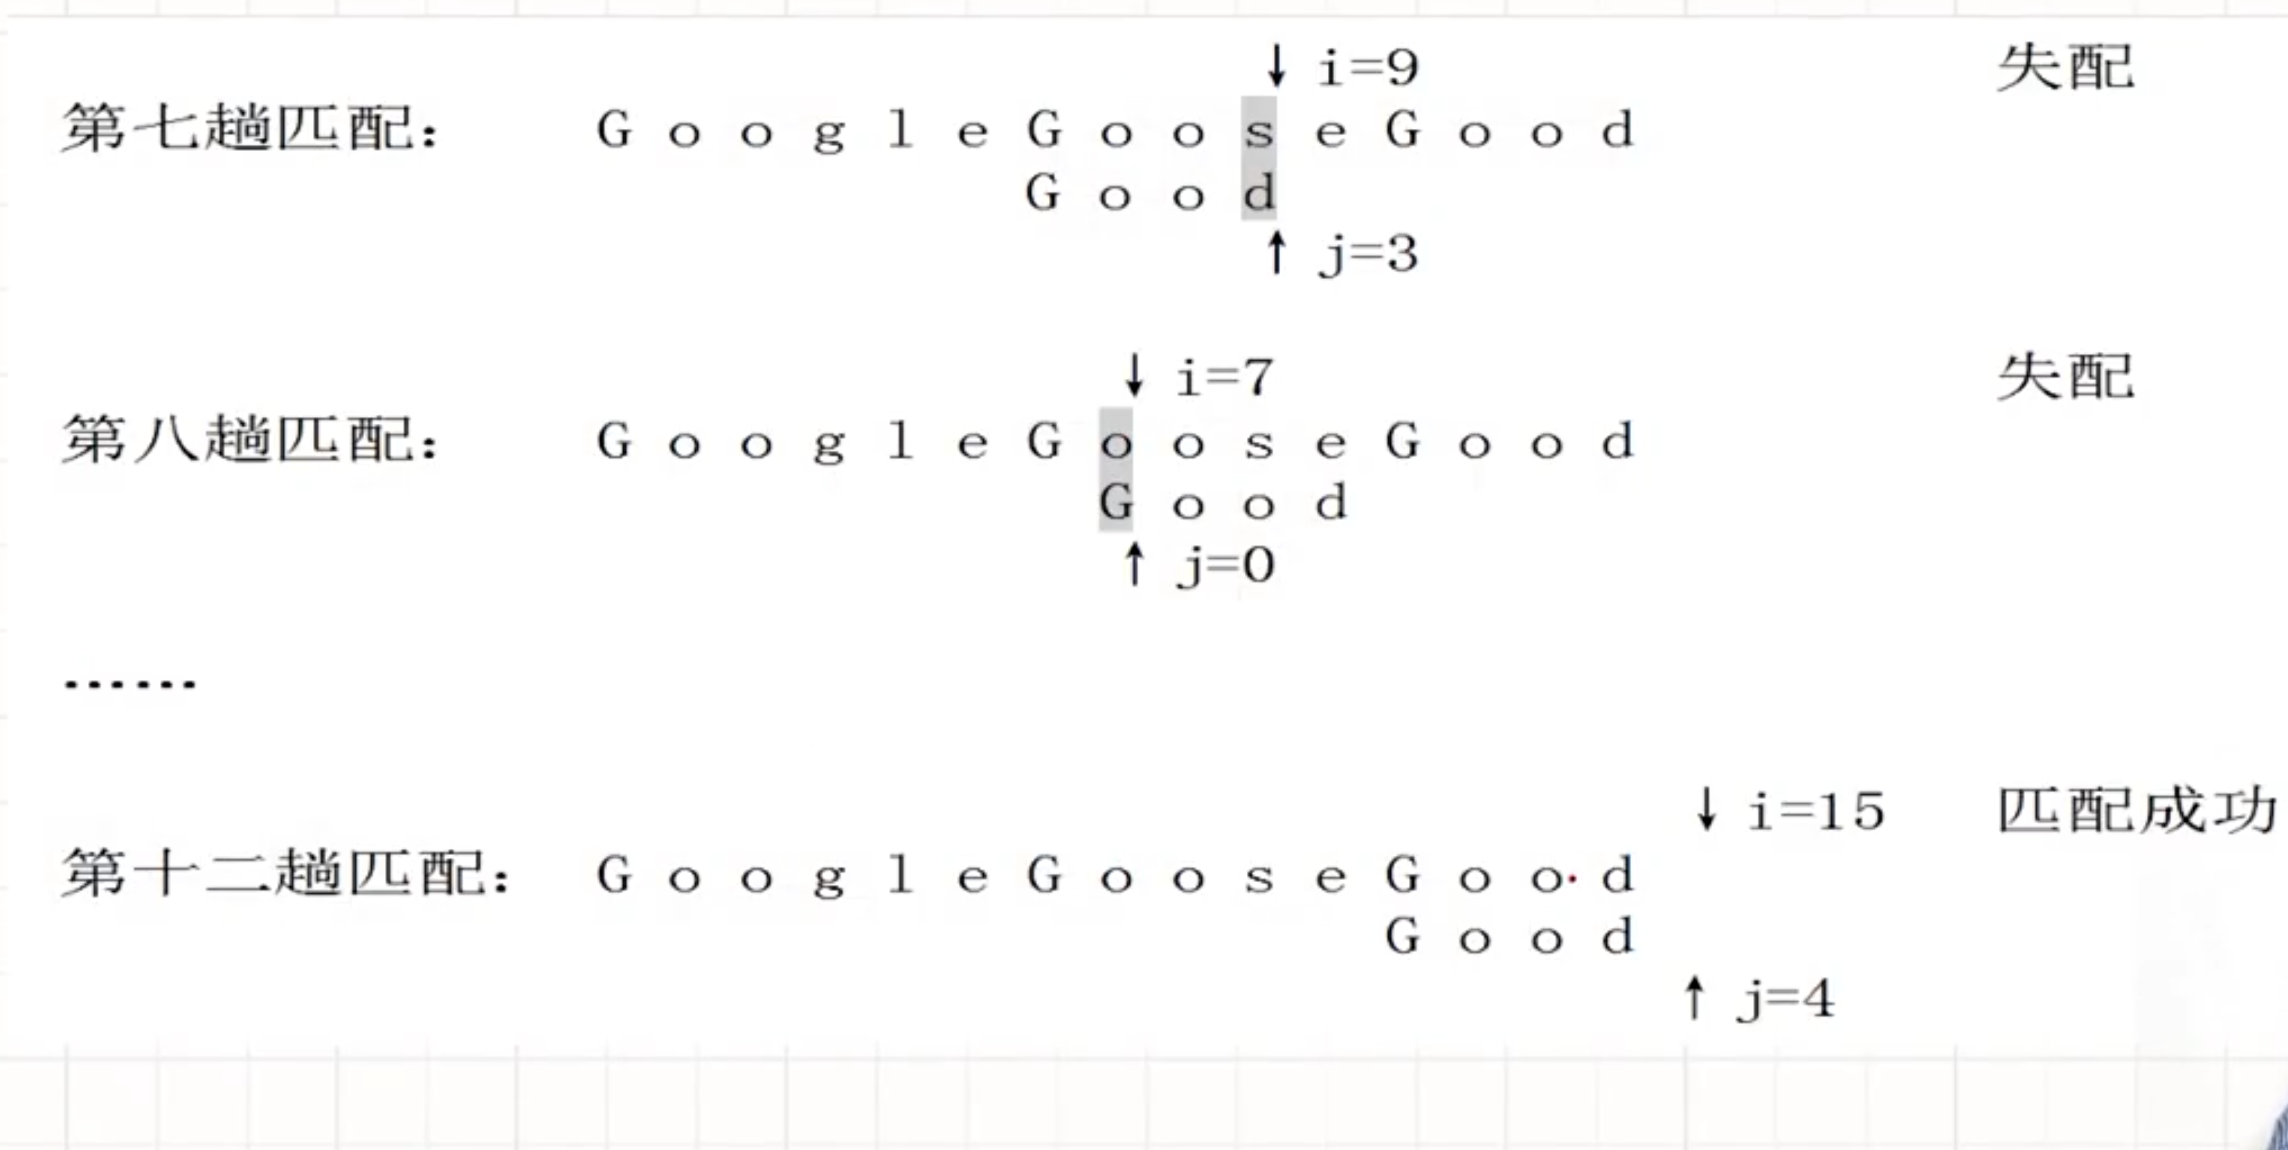 ↓ i=9 失配
第七趟匹配： G o o g l e G o o s e G o o d
G o o d
↑ j=3
↓ i=7 失配
第八趟匹配： G o o g l e G o o s e G o o d
G o o d
↑ j=0
……
↓ i=15 匹配成功
第十二趟匹配： G o o g l e G o o s e G o o d
G o o d
↑ j=4